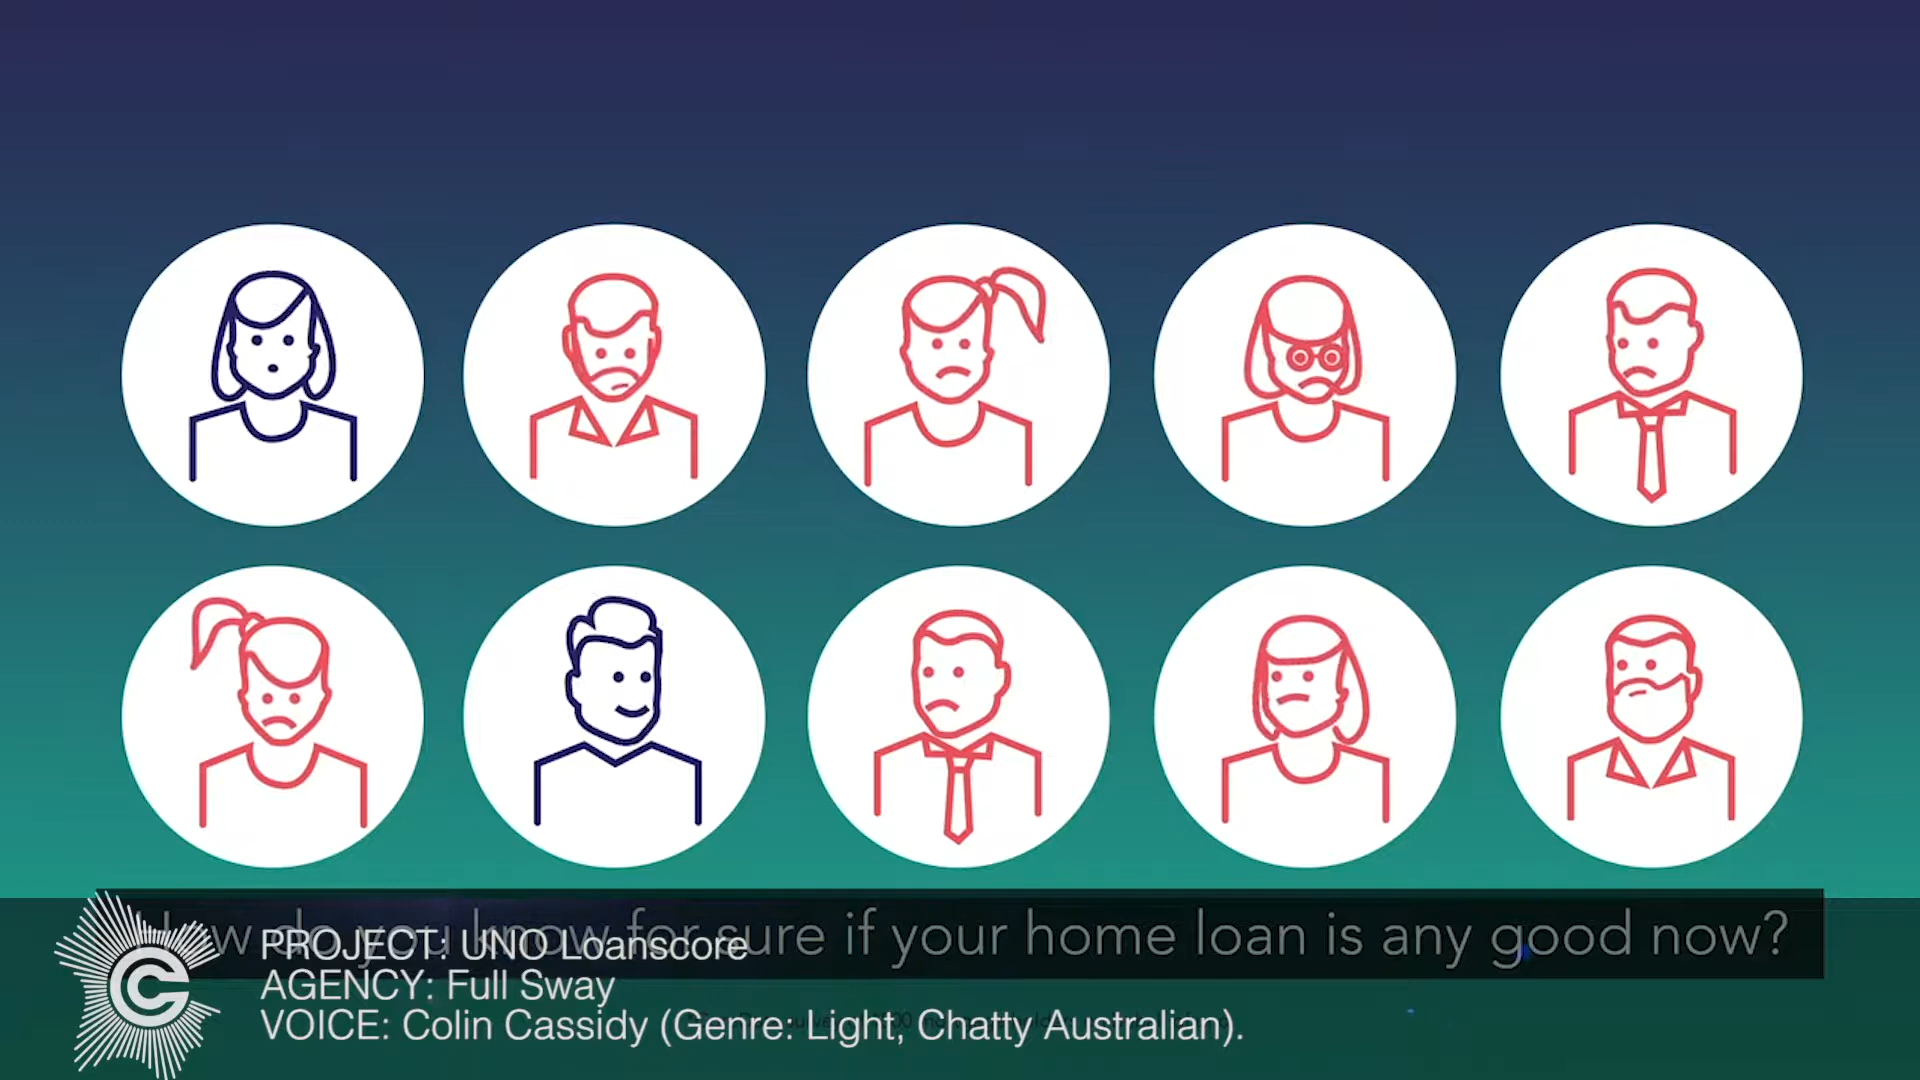 How do you know for sure if your home loan is any good now?
PROJECT: UNO Loanscore
AGENCY: Full Sway
VOICE: Colin Cassidy (Genre: Light, Chatty Australian).